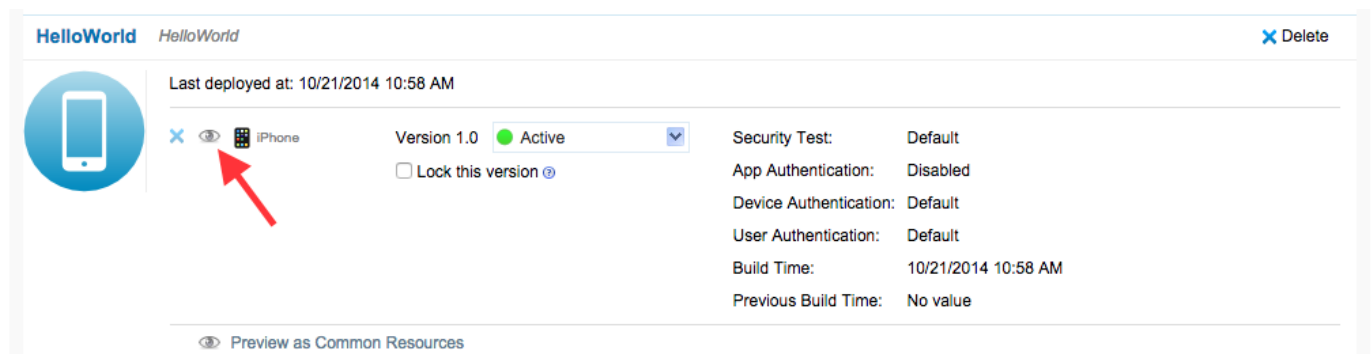 HelloWorld HelloWorld Delete
Last deployed at: 10/21/2014 10:58 AM
iPhone Version 1.0 Active Security Test: Default
Lock this version App Authentication: Disabled
Device Authentication: Default
User Authentication: Default
Build Time: 10/21/2014 10:58 AM
Previous Build Time: No value
Preview as Common Resources